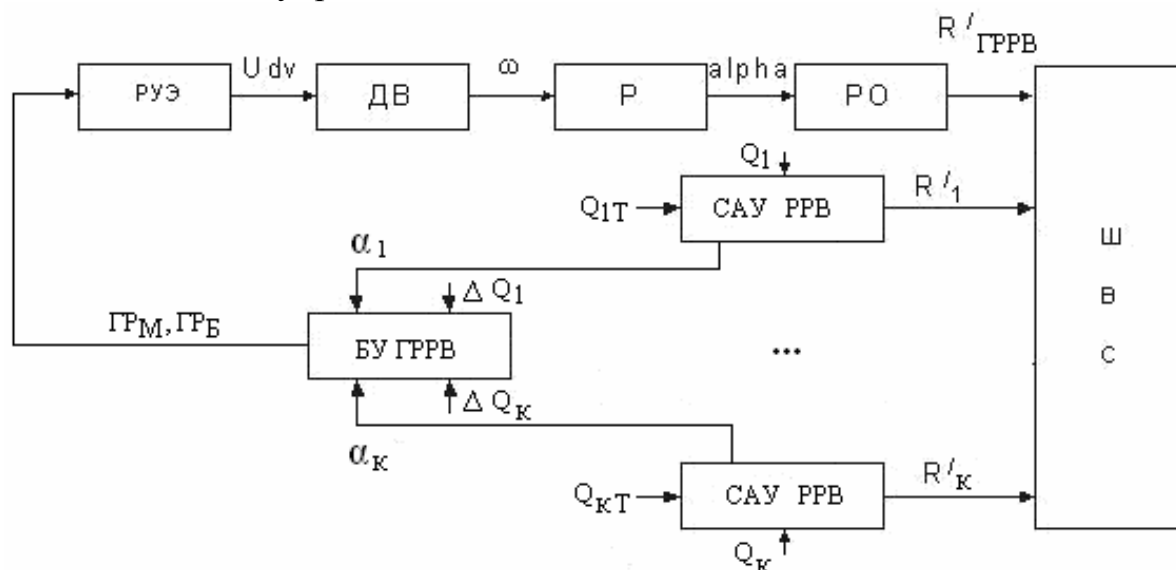 R/ГРРВ
U dv
ω
alpha
РУЭ
ДВ
Р
РО
Q1
R/1
Q1T
САУ РРВ
α1
Δ Q1
ГРМ, ГРБ
БУ ГРРВ
...
Δ QК
αК
R/К
QКТ
САУ РРВ
QК
Ш
В
С